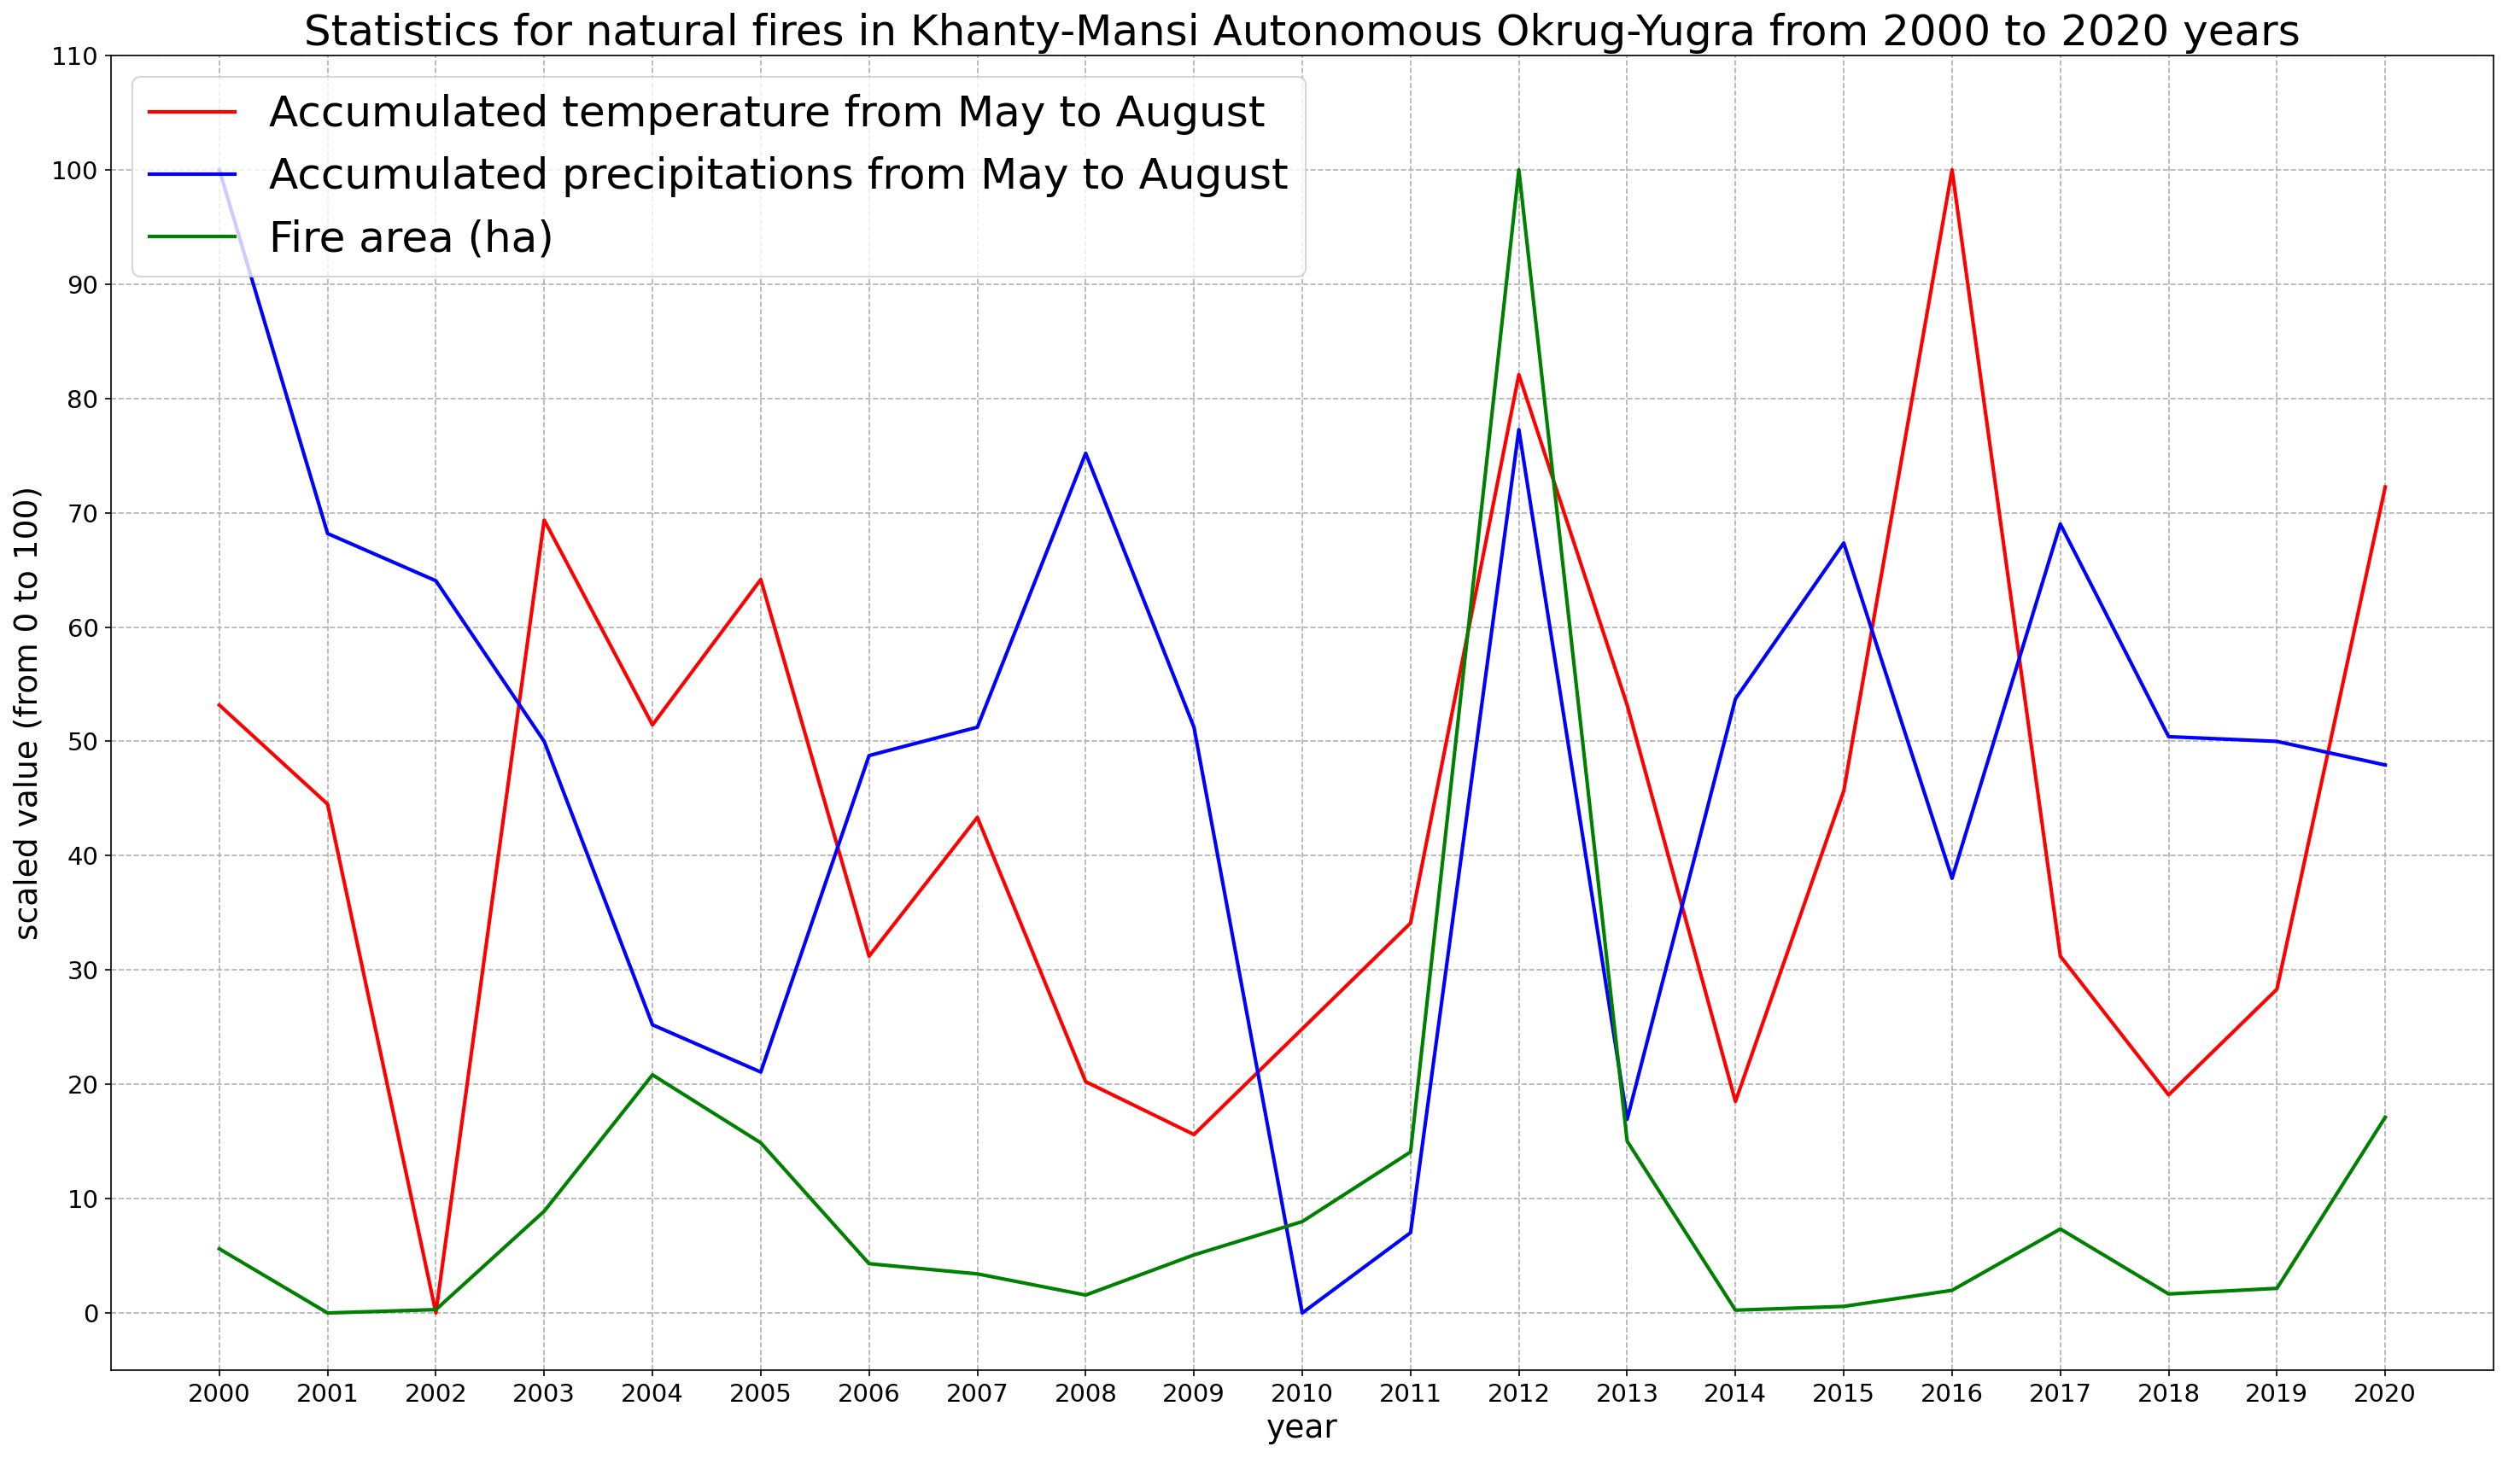 Statistics for natural fires in Khanty-Mansi Autonomous Okrug-Yugra from 2000 to 2020 years
110
100
90
80
70
60
50
40
30
20
10
0
scaled value (from 0 to 100)
Accumulated temperature from May to August
Accumulated precipitations from May to August
Fire area (ha)
2000 2001 2002 2003 2004 2005 2006 2007 2008 2009 2010 2011 2012 2013 2014 2015 2016 2017 2018 2019 2020
year